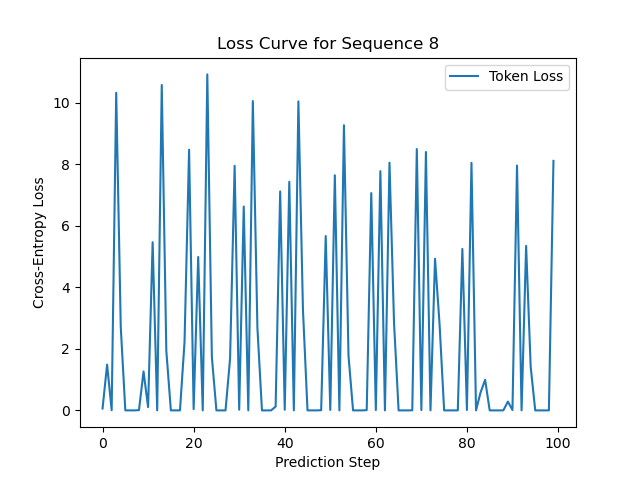 Loss Curve for Sequence 8
Token Loss
Cross-Entropy Loss
10
8
6
4
2
0
0 20 40 60 80 100
Prediction Step